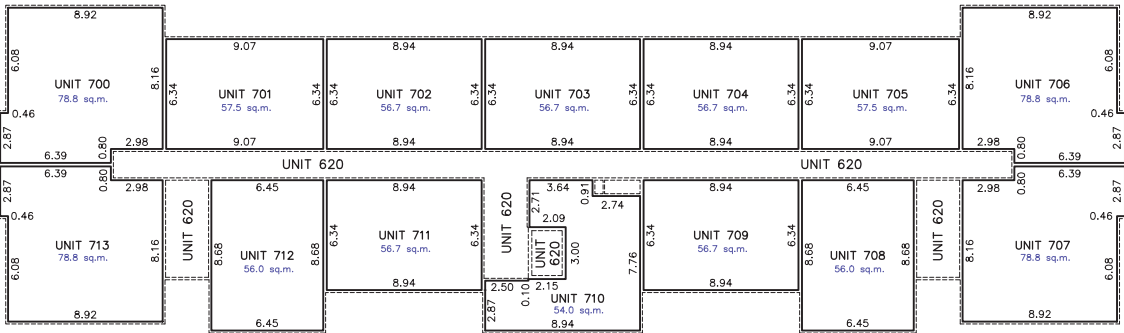 8.92
6.08
8.16
UNIT 700
78.8 sq.m.
0.46
2.87
6.39
0.80
2.98
9.07
6.34
6.34
UNIT 701
57.5 sq.m.
9.07
8.94
6.34
6.34
UNIT 702
56.7 sq.m.
8.94
8.94
6.34
6.34
UNIT 703
56.7 sq.m.
8.94
8.94
6.34
6.34
UNIT 704
56.7 sq.m.
8.94
9.07
6.34
6.34
UNIT 705
57.5 sq.m.
9.07
8.92
8.16
6.08
UNIT 706
78.8 sq.m.
0.46
2.87
2.98
0.80
6.39
UNIT 620
UNIT 620
6.39
2.87
0.80
2.98
0.46
UNIT 713
78.8 sq.m.
8.16
6.08
8.92
UNIT 620
6.45
8.68
8.68
UNIT 712
56.0 sq.m.
6.45
8.94
6.34
6.34
UNIT 711
56.7 sq.m.
8.94
UNIT 620
3.64
0.91
2.74
2.71
2.09
UNIT
620
3.00
7.76
2.50
0.10
2.15
2.87
UNIT 710
54.0 sq.m.
8.94
8.94
6.34
6.34
UNIT 709
56.7 sq.m.
8.94
6.45
8.68
8.68
UNIT 708
56.0 sq.m.
6.45
UNIT 620
6.39
0.80
2.98
2.87
0.46
8.16
UNIT 707
78.8 sq.m.
6.08
8.92